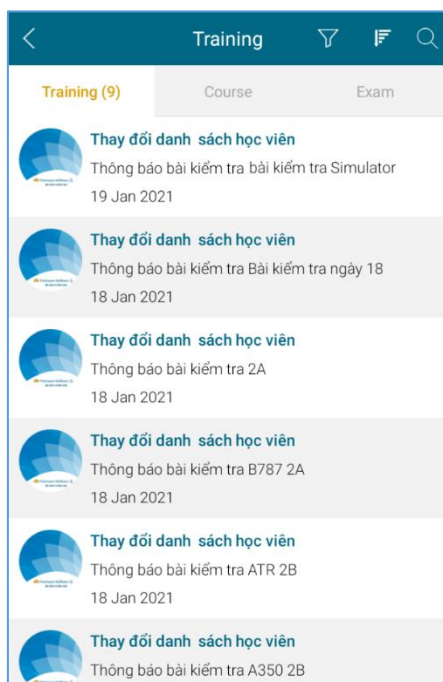 Training
Training (9)
Course
Exam
Thay đổi danh sách học viên
Thông báo bài kiểm tra bài kiểm tra Simulator
19 Jan 2021
Thay đổi danh sách học viên
Thông báo bài kiểm tra Bài kiểm tra ngày 18
18 Jan 2021
Thay đổi danh sách học viên
Thông báo bài kiểm tra 2A
18 Jan 2021
Thay đổi danh sách học viên
Thông báo bài kiểm tra B787 2A
18 Jan 2021
Thay đổi danh sách học viên
Thông báo bài kiểm tra ATR 2B
18 Jan 2021
Thay đổi danh sách học viên
Thông báo bài kiểm tra A350 2B